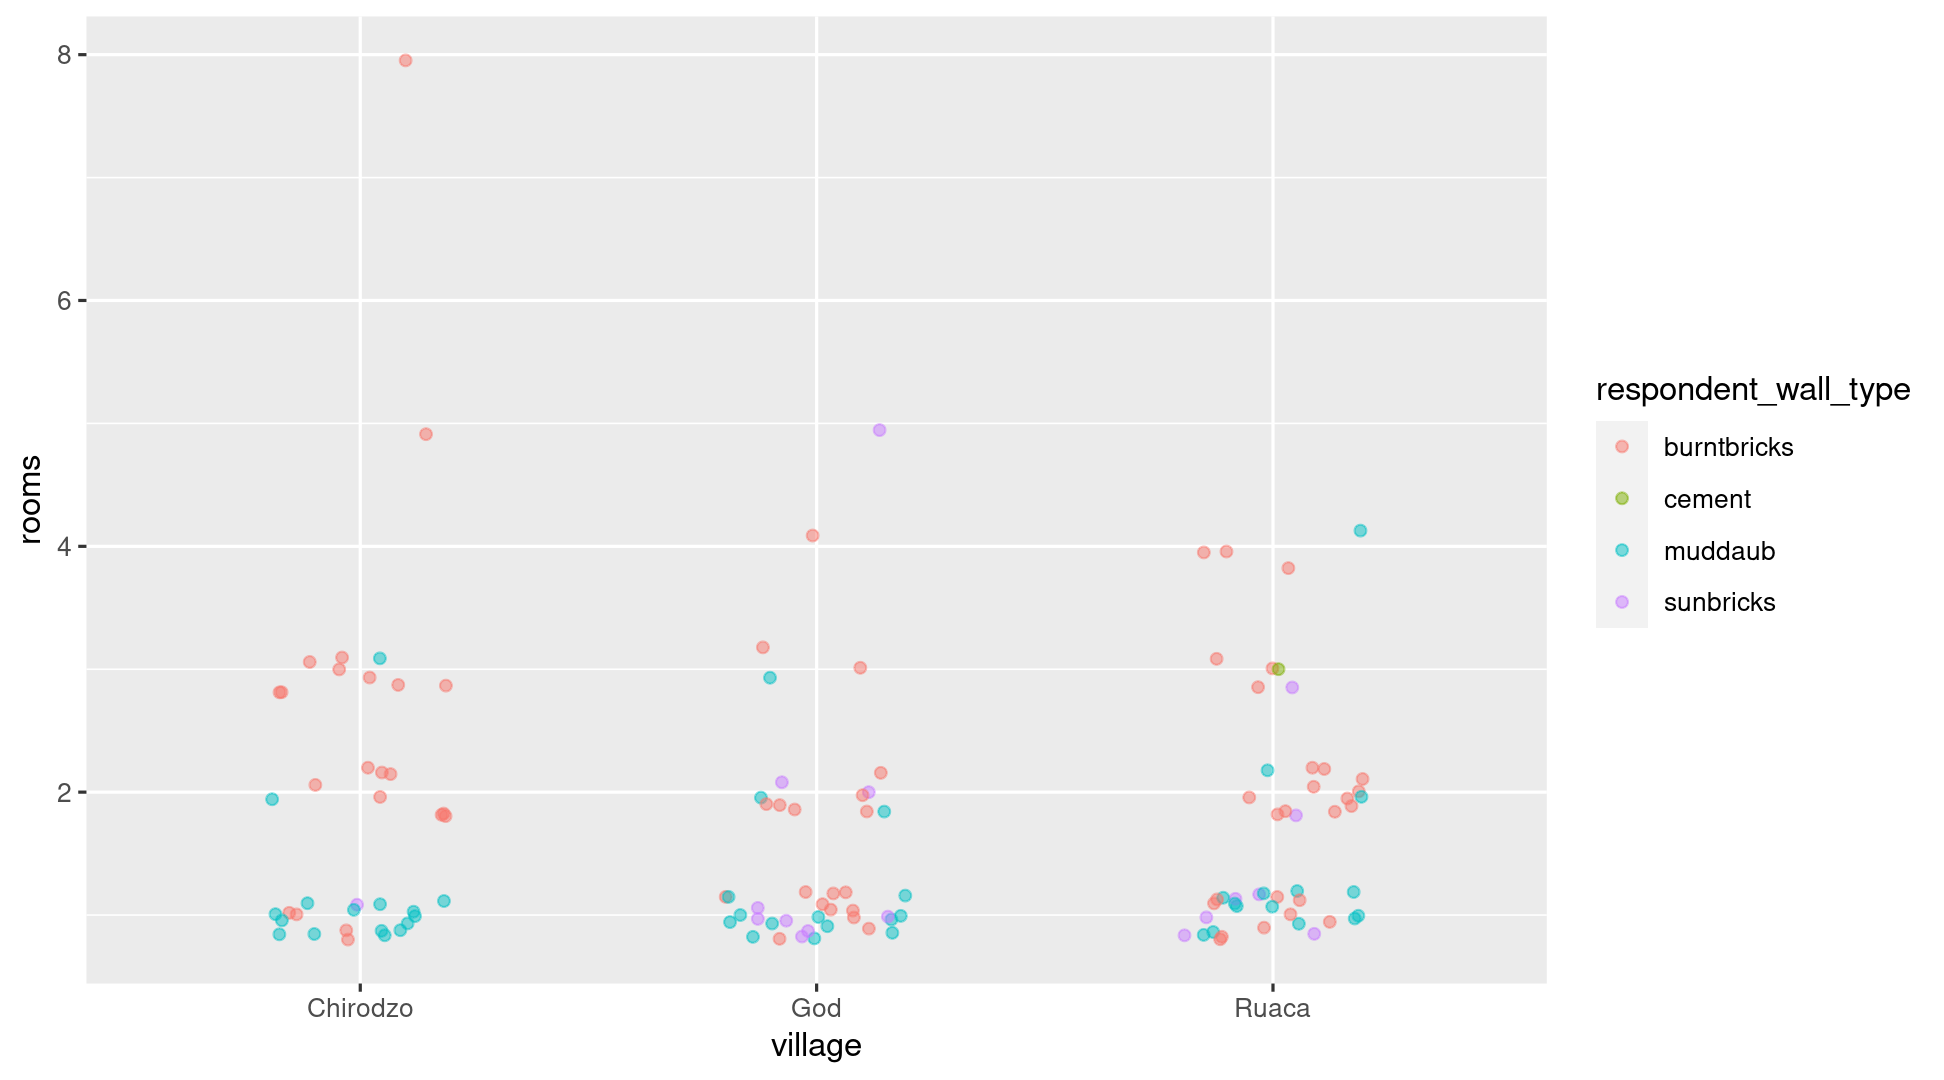 8
6
4
2
rooms
Chirodzo
God
Ruaca
village
respondent_wall_type
burntbricks
cement
muddaub
sunbricks